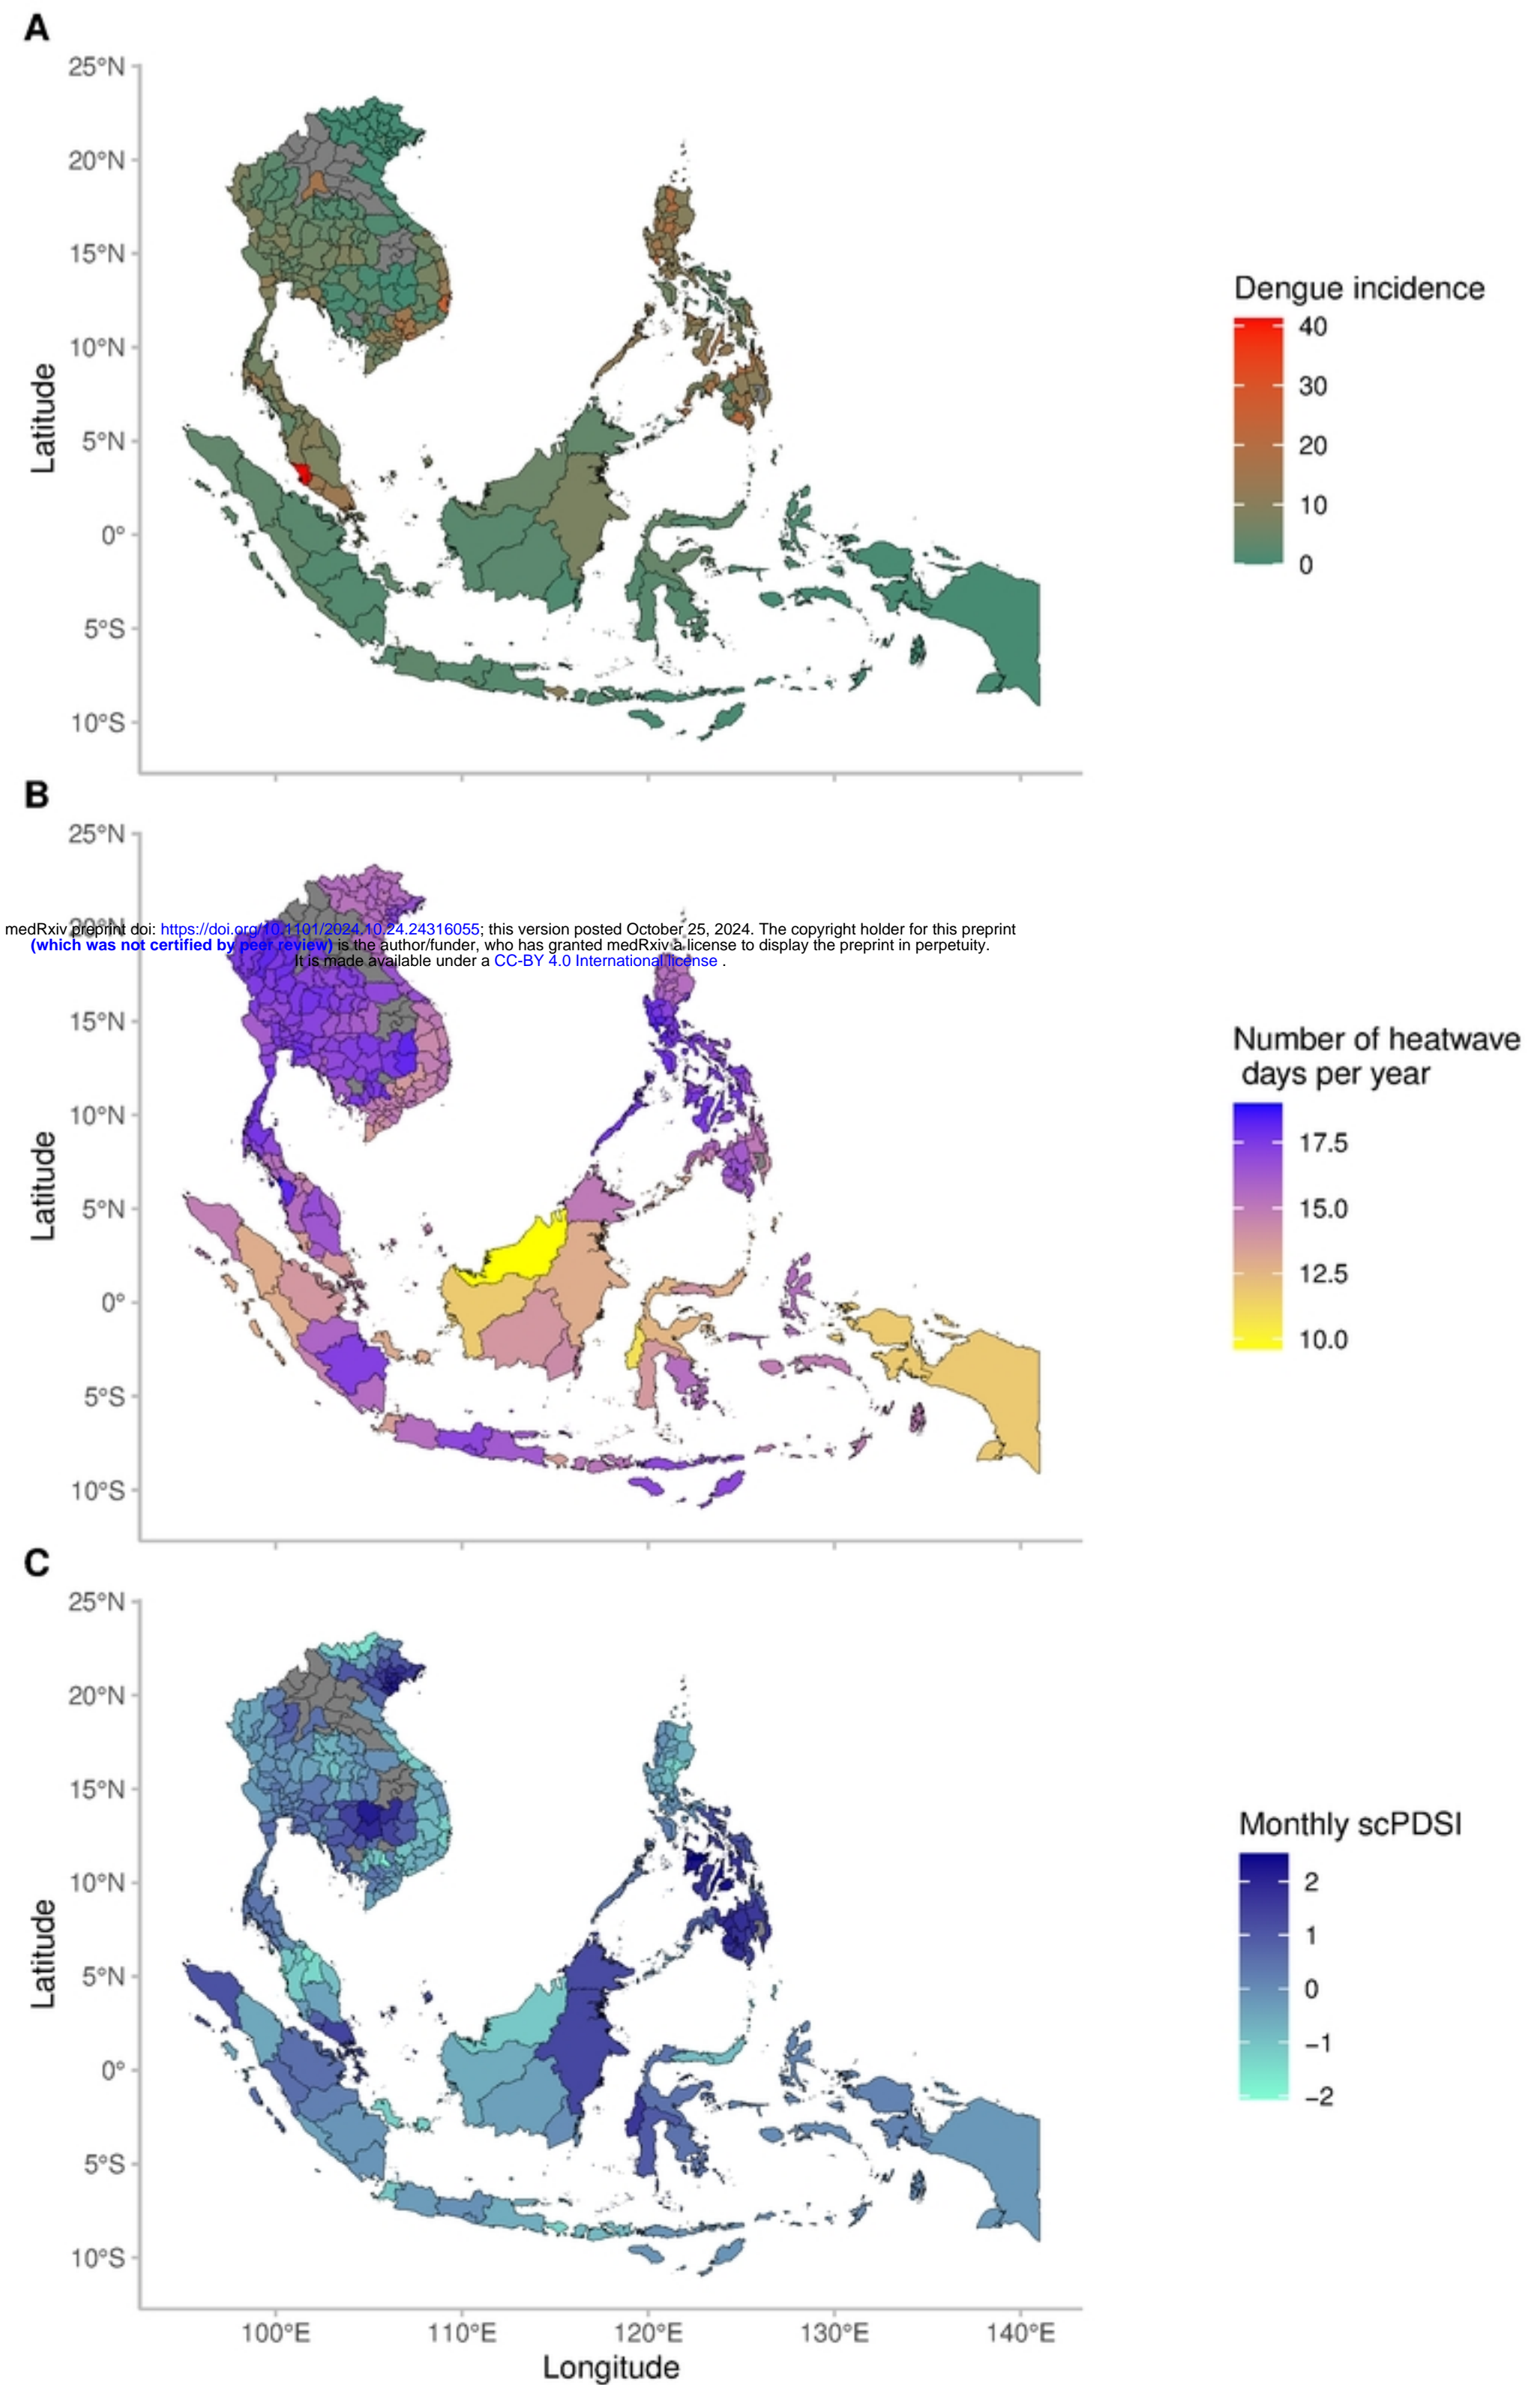 A
25°N
20°N
15°N
10°N
5°N
0°
5°S
10°S
Latitude
Dengue incidence
40
30
20
10
0
B
25°N
20°N
medRxiv preprint doi: https://doi.org/10.1101/2024.10.24.24316055; this version posted October 25, 2024. The copyright holder for this preprint
(which was not certified by peer review) is the author/funder, who has granted medRxiv a license to display the preprint in perpetuity.
It is made available under a CC-BY 4.0 International license .
15°N
10°N
5°N
0°
5°S
10°S
Latitude
Number of heatwave
days per year
17.5
15.0
12.5
10.0
C
25°N
20°N
15°N
10°N
5°N
0°
5°S
10°S
Latitude
Monthly scPDSI
2
1
0
−1
−2
100°E 110°E 120°E 130°E 140°E
Longitude